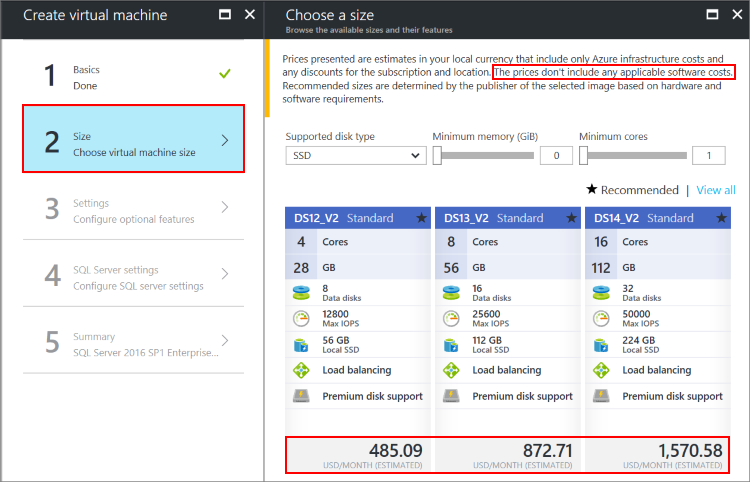 Create virtual machine
1
Basics
Done
2
Size
Choose virtual machine size
3
Settings
Configure optional features
4
SQL Server settings
Configure SQL server settings
5
Summary
SQL Server 2016 SP1 Enterprise...
Choose a size
Browse the available sizes and their features
Prices presented are estimates in your local currency that include only Azure infrastructure costs and
any discounts for the subscription and location. The prices don't include any applicable software costs.
Recommended sizes are determined by the publisher of the selected image based on hardware and
software requirements.
Supported disk type Minimum memory (GiB) Minimum cores
SSD 0 1
★ Recommended | View all
DS12_V2 Standard ★ DS13_V2 Standard ★ DS14_V2 Standard ★
4 Cores 8 Cores 16 Cores
28 GB 56 GB 112 GB
8 16 32
Data disks Data disks Data disks
12800 25600 50000
Max IOPS Max IOPS Max IOPS
56 GB 112 GB 224 GB
Local SSD Local SSD Local SSD
Load balancing Load balancing Load balancing
Premium disk support Premium disk support Premium disk support
485.09 872.71 1,570.58
USD/MONTH (ESTIMATED) USD/MONTH (ESTIMATED) USD/MONTH (ESTIMATED)